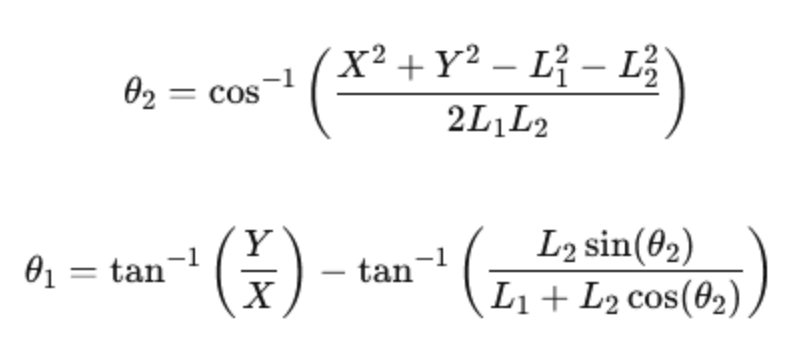 θ₂ = cos⁻¹ ( (X² + Y² − L₁² − L₂²) / (2L₁L₂) )
θ₁ = tan⁻¹ ( Y / X ) − tan⁻¹ ( (L₂ sin(θ₂)) / (L₁ + L₂ cos(θ₂)) )